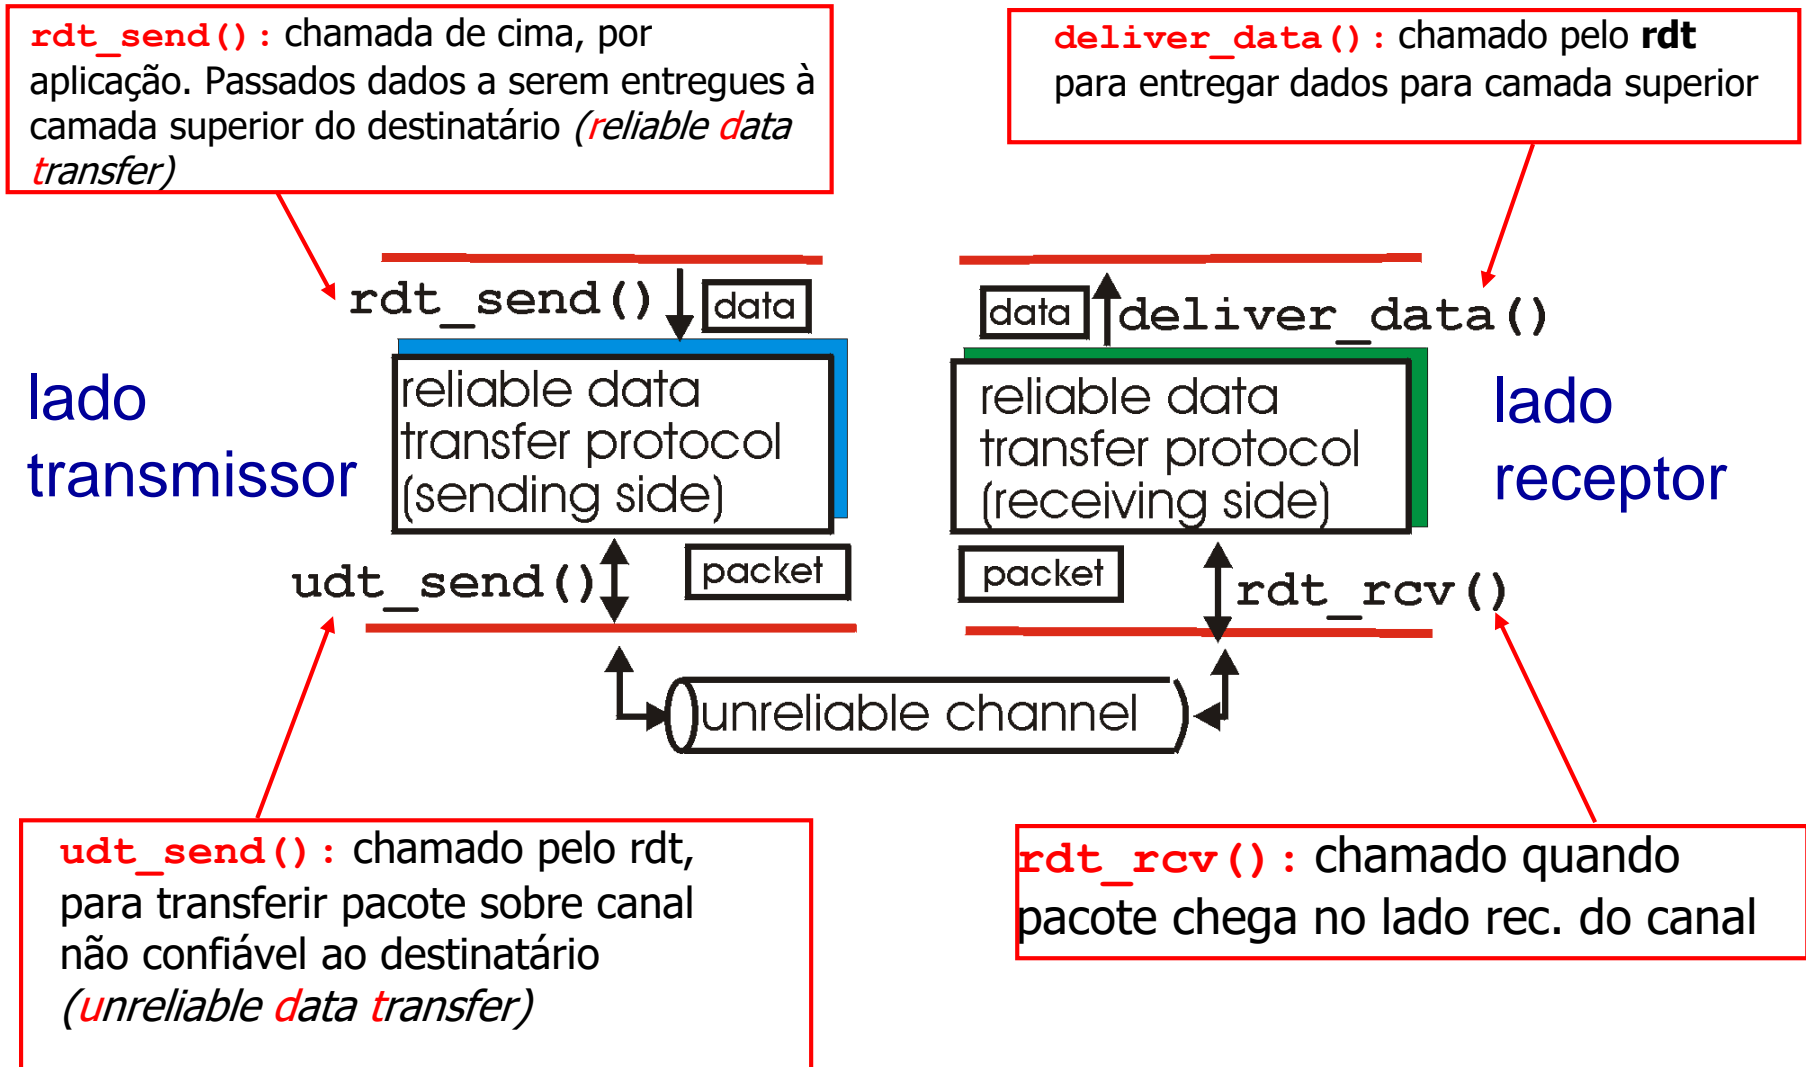 rdt_send(): chamada de cima, por
aplicação. Passados dados a serem entregues à
camada superior do destinatário (reliable data
transfer)
deliver_data(): chamado pelo rdt
para entregar dados para camada superior
rdt_send()
data
data
deliver_data()
lado
transmissor
reliable data
transfer protocol
(sending side)
reliable data
transfer protocol
(receiving side)
lado
receptor
udt_send()
packet
packet
rdt_rcv()
unreliable channel
udt_send(): chamado pelo rdt,
para transferir pacote sobre canal
não confiável ao destinatário
(unreliable data transfer)
rdt_rcv(): chamado quando
pacote chega no lado rec. do canal